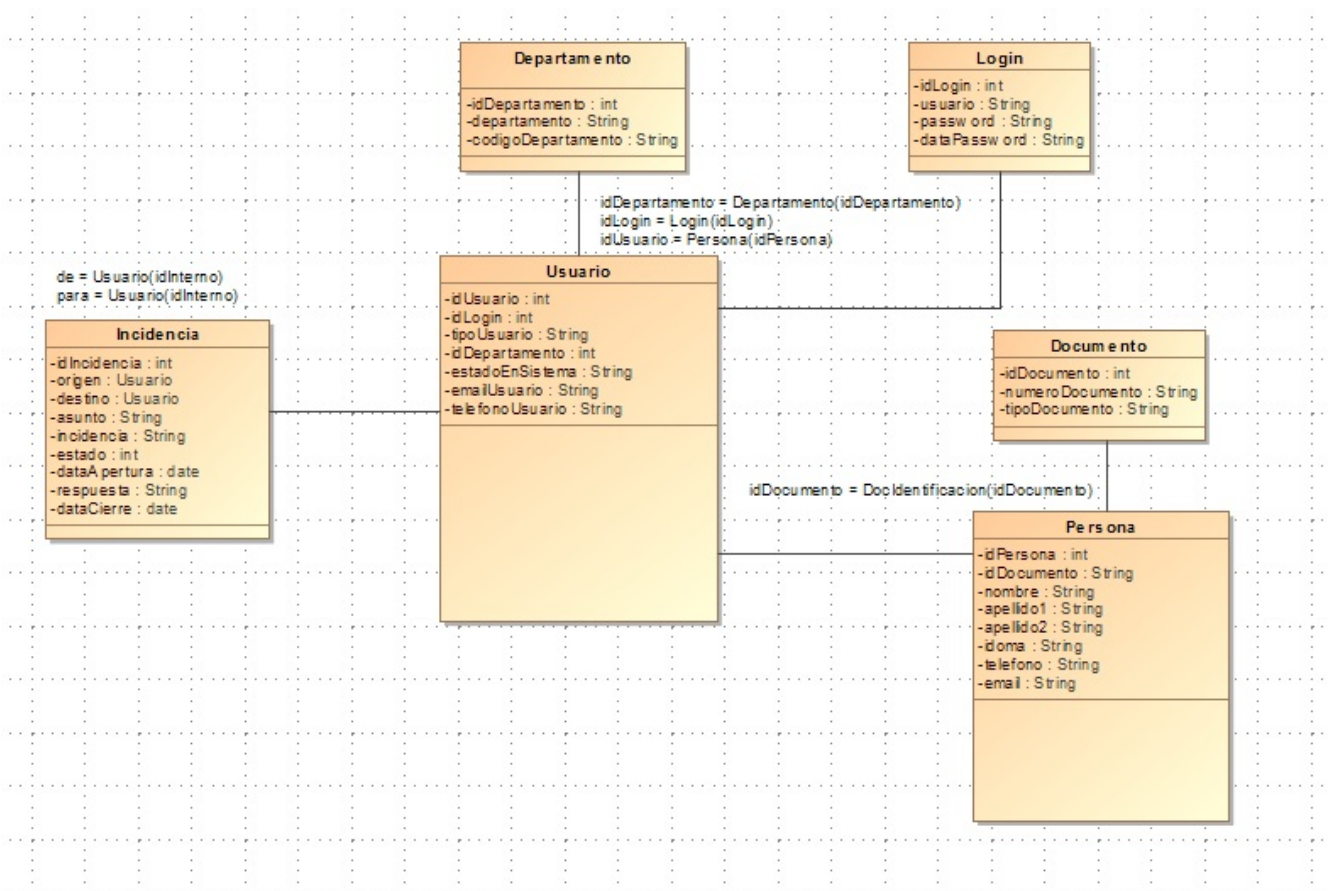 Departamento
-idDepartamento : int
-departamento : String
-codigoDepartamento : String
Login
-idLogin : int
-usuario : String
-password : String
-dataPassword : String
idDepartamento = Departamento(idDepartamento)
idLogin = Login(idLogin)
idUsuario = Persona(idPersona)
de = Usuario(idInterno)
para = Usuario(idInterno)
Incidencia
-idIncidencia : int
-origen : Usuario
-destino : Usuario
-asunto : String
-incidencia : String
-estado : int
-dataApertura : date
-respuesta : String
-dataCierre : date
Usuario
-idUsuario : int
-idLogin : int
-tipoUsuario : String
-idDepartamento : int
-estadoEnSistema : String
-emailUsuario : String
-telefonoUsuario : String
Documento
-idDocumento : int
-numeroDocumento : String
-tipoDocumento : String
idDocumento = DocIdentificacion(idDocumento)
Persona
-idPersona : int
-idDocumento : String
-nombre : String
-apellido1 : String
-apellido2 : String
-idioma : String
-telefono : String
-email : String